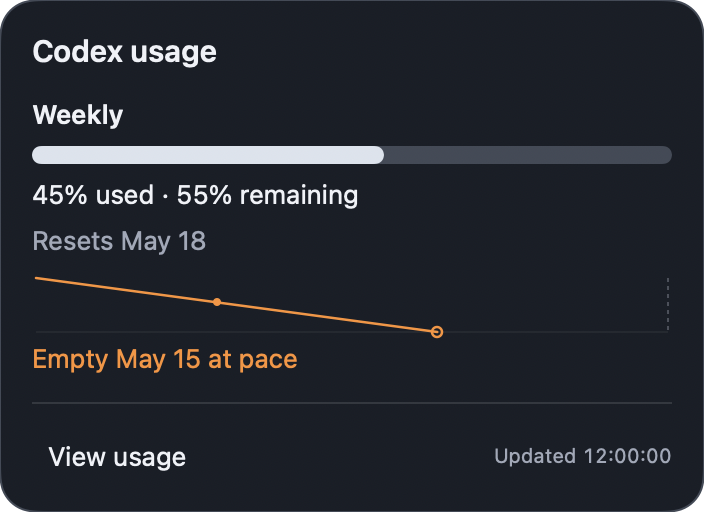 Codex usage
Weekly
45% used · 55% remaining
Resets May 18
Empty May 15 at pace
View usage
Updated 12:00:00